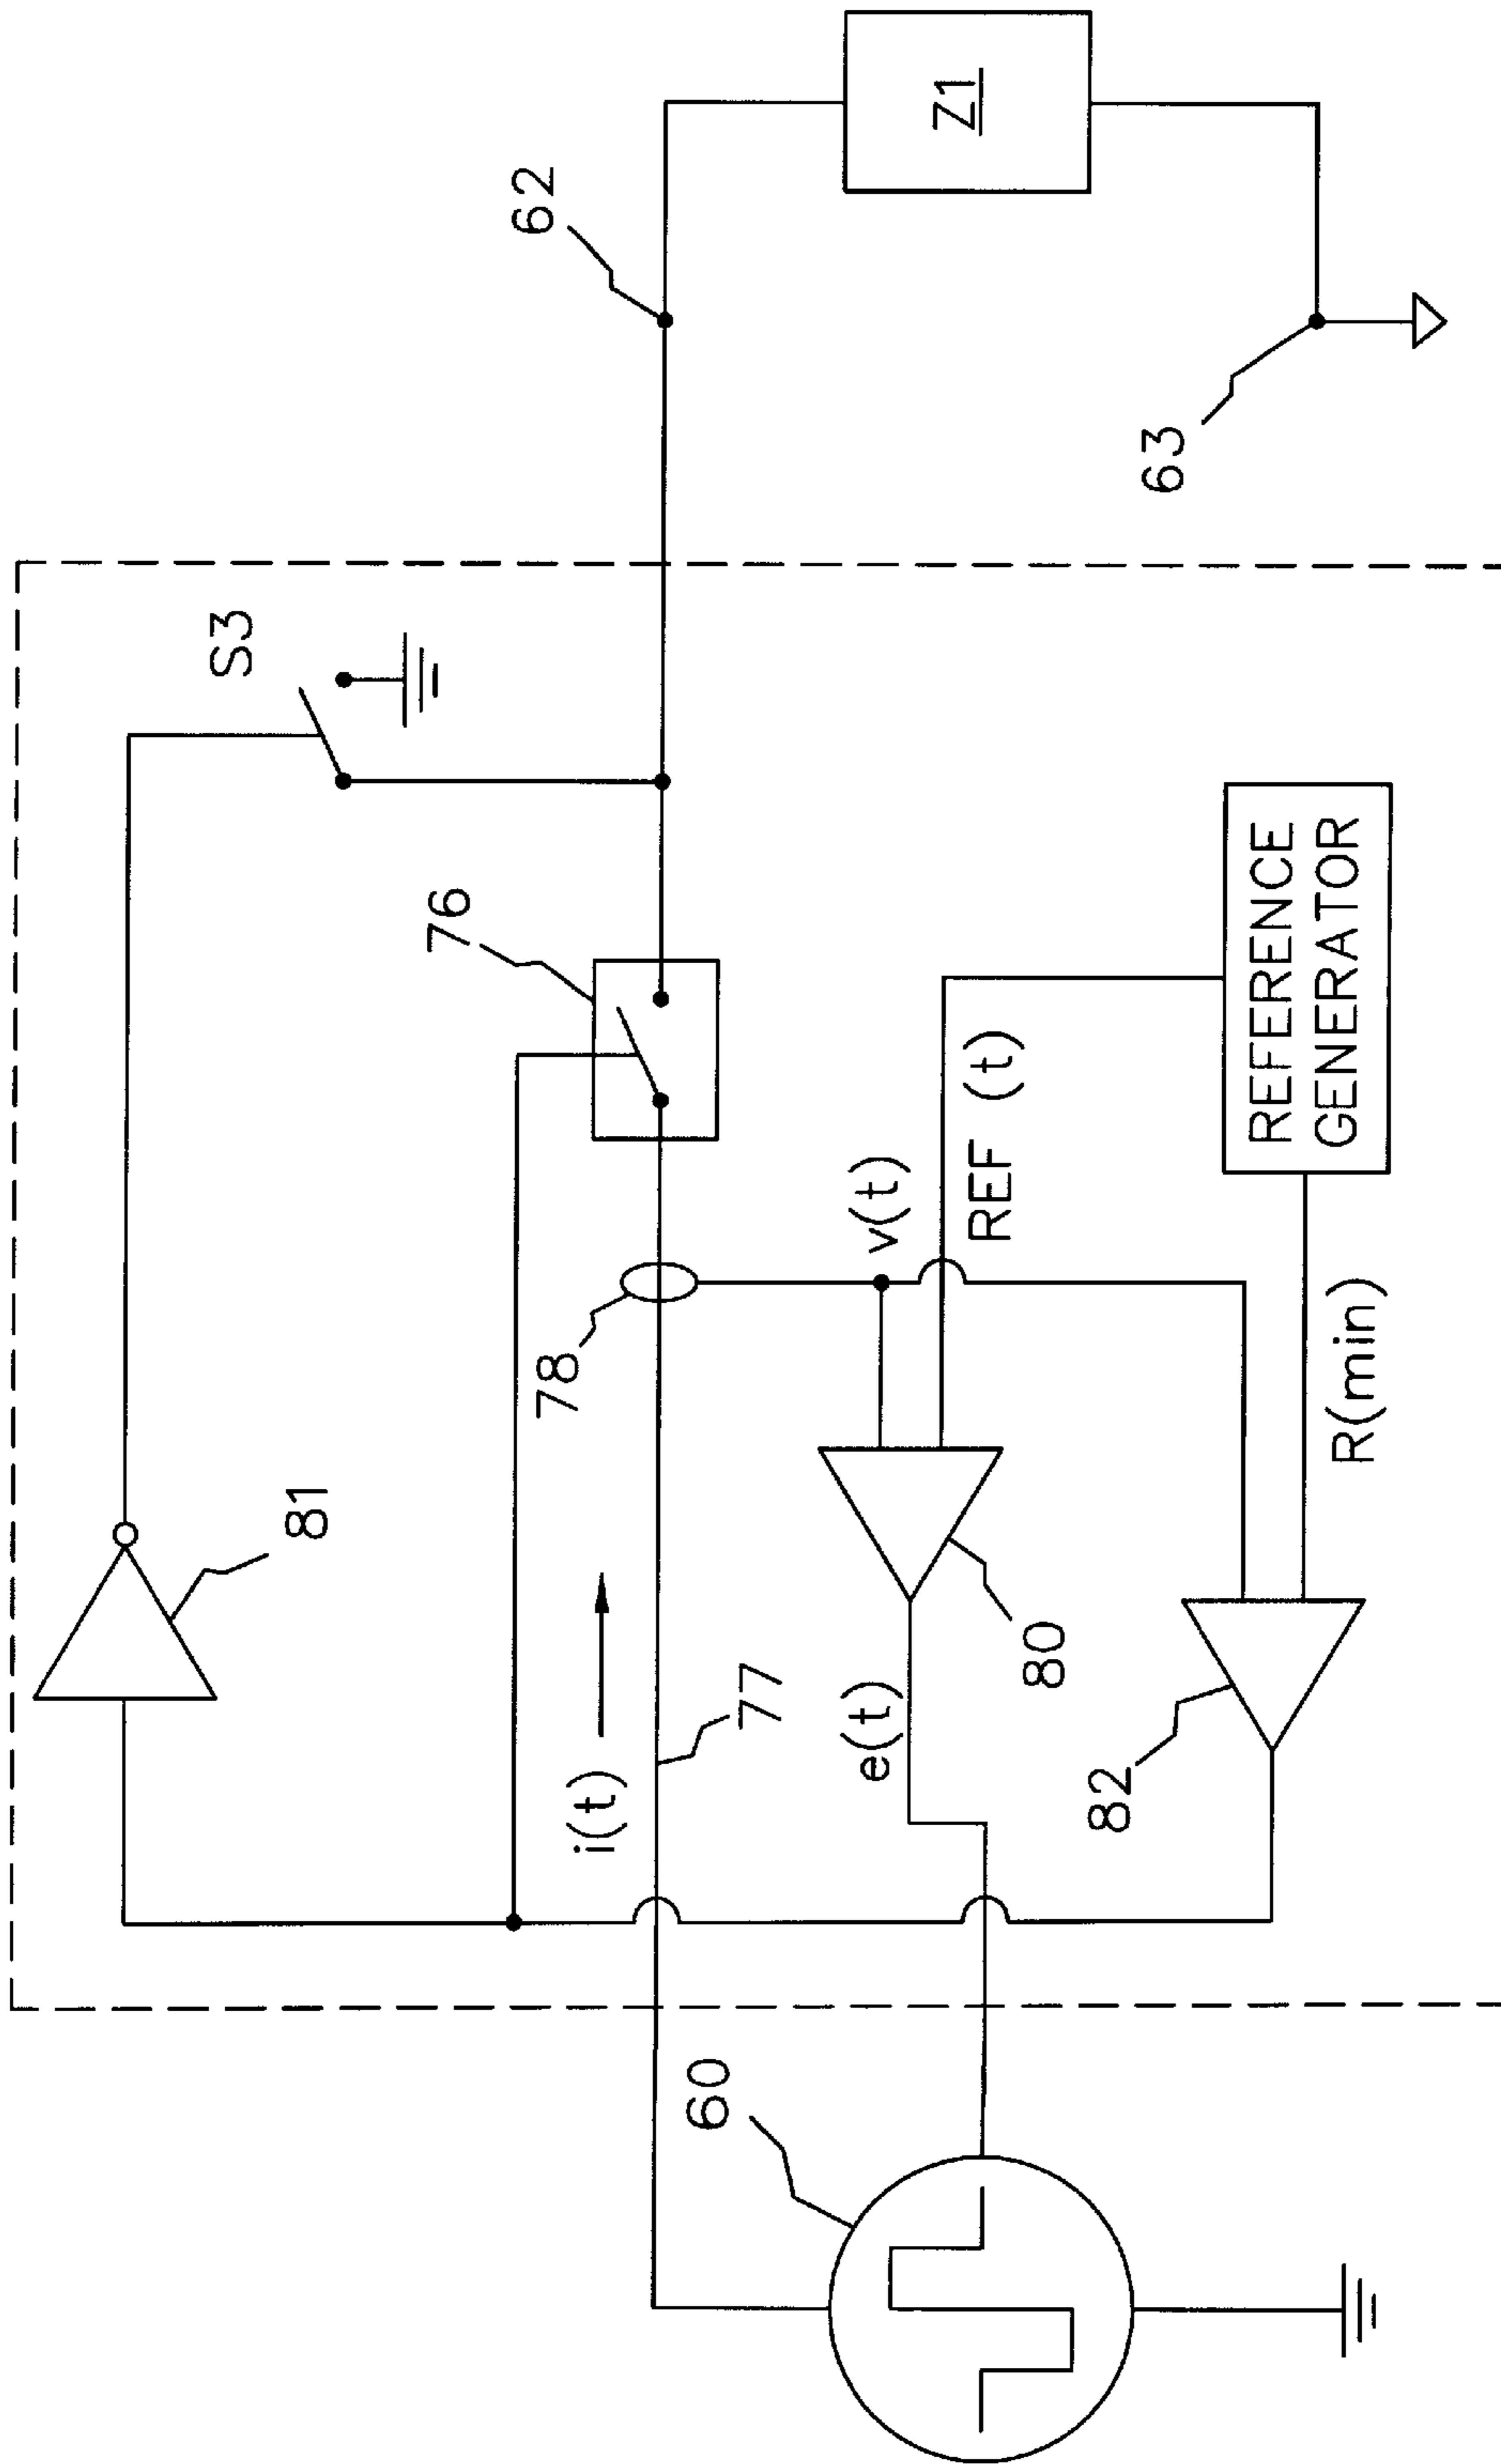 81
S3
76
62
Z1
i(t)
78
77
60
v(t)
e(t)
REF (t)
80
63
82
R(min)
REFERENCE
GENERATOR